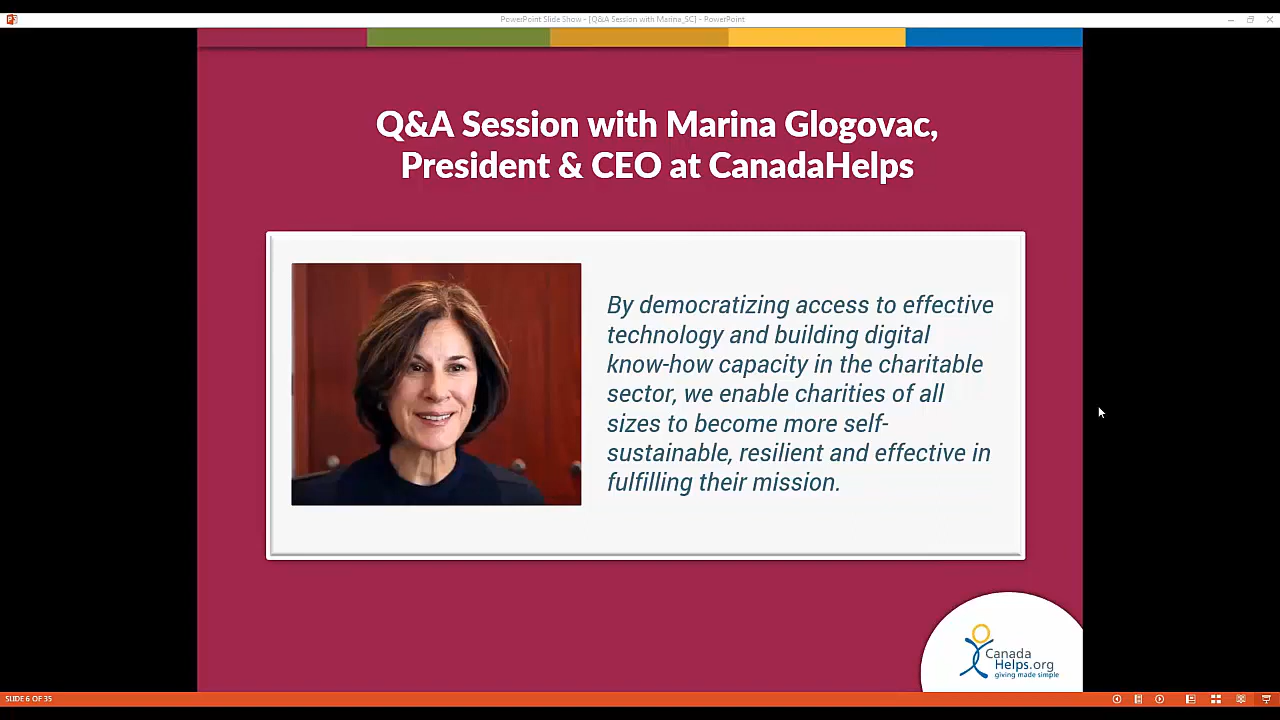 PowerPoint Slide Show - [Q&A Session with Marina_SC] - PowerPoint
Q&A Session with Marina Glogovac,
President & CEO at CanadaHelps
By democratizing access to effective
technology and building digital
know-how capacity in the charitable
sector, we enable charities of all
sizes to become more self-
sustainable, resilient and effective in
fulfilling their mission.
Canada
Helps.org
giving made simple
SLIDE 6 OF 35